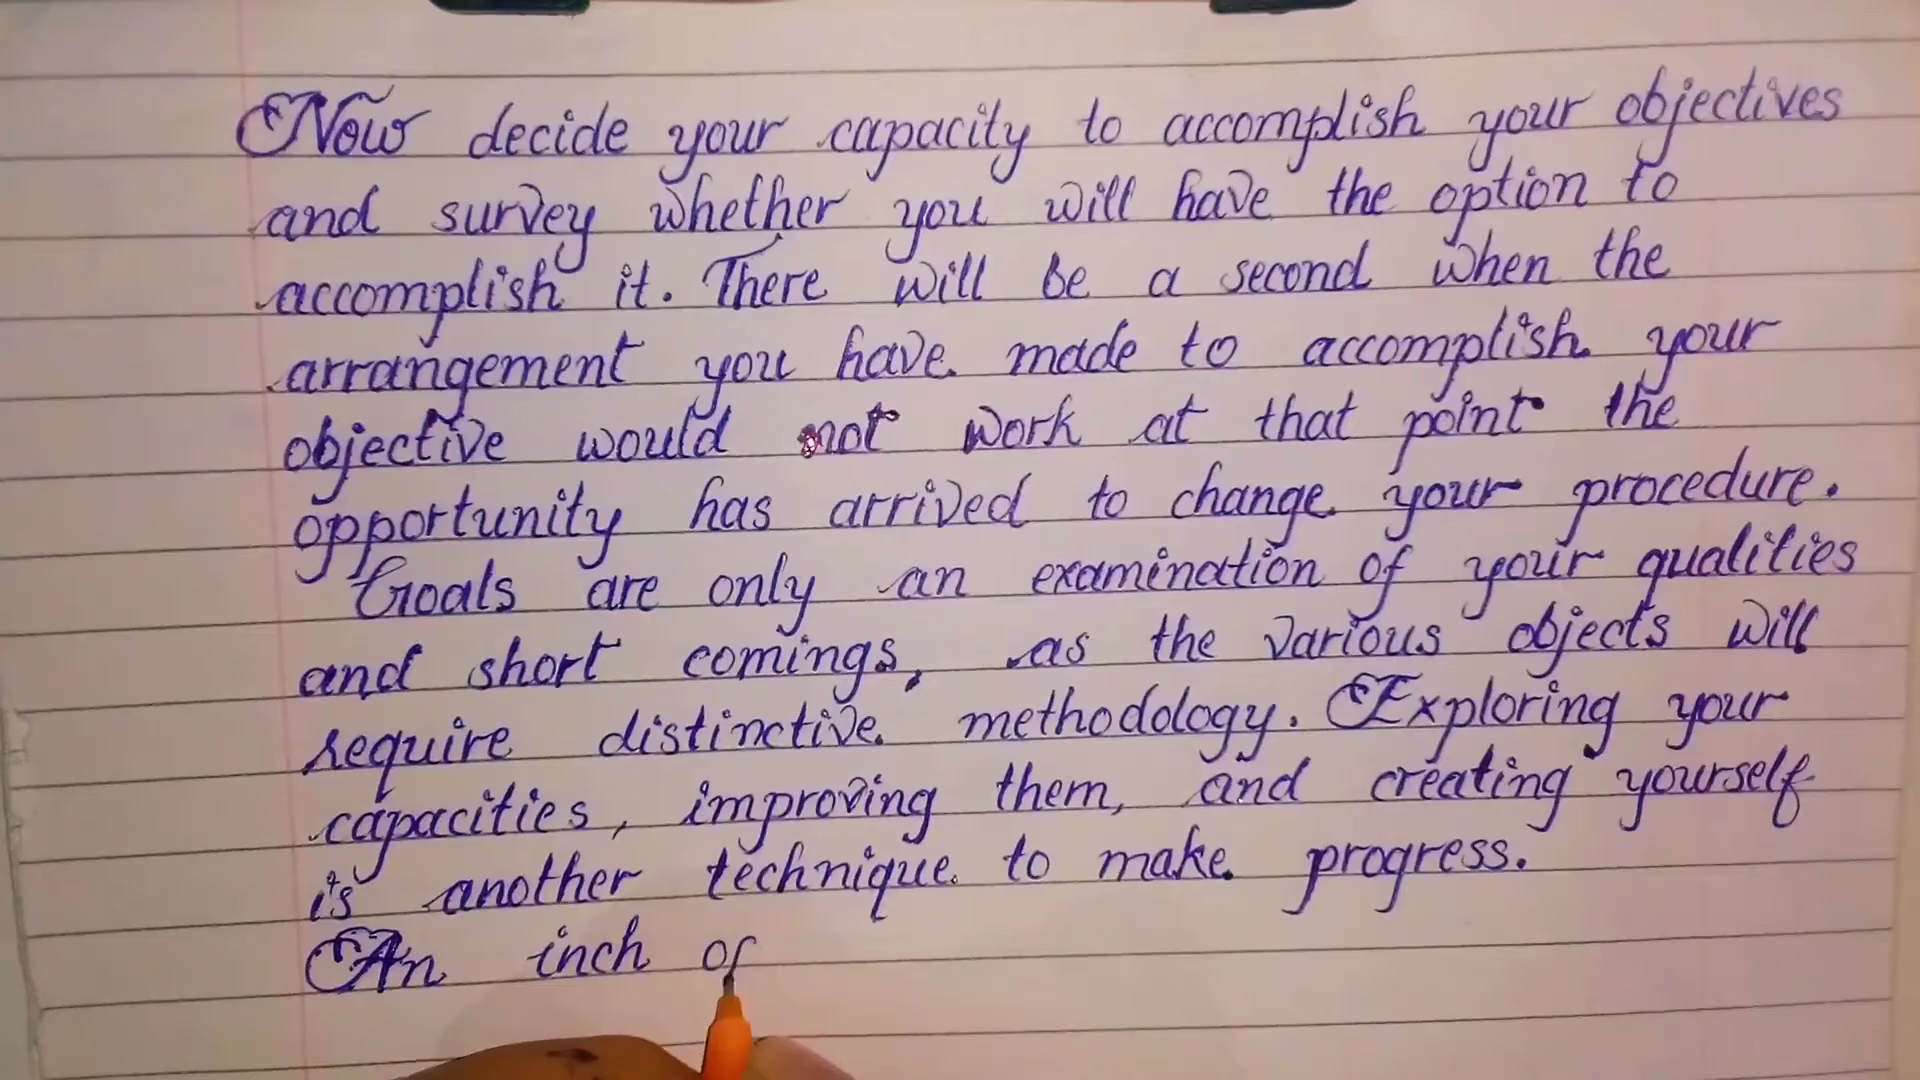 Now decide your capacity to accomplish your objectives
and survey whether you will have the option to
accomplish it. There will be a second when the
arrangement you have made to accomplish your
objective would not work at that point the
opportunity has arrived to change your procedure.
Goals are only an examination of your qualities
and short comings, as the various objects will
require distinctive methodology. Exploring your
capacities, improving them, and creating yourself
is another technique to make progress.
An inch of